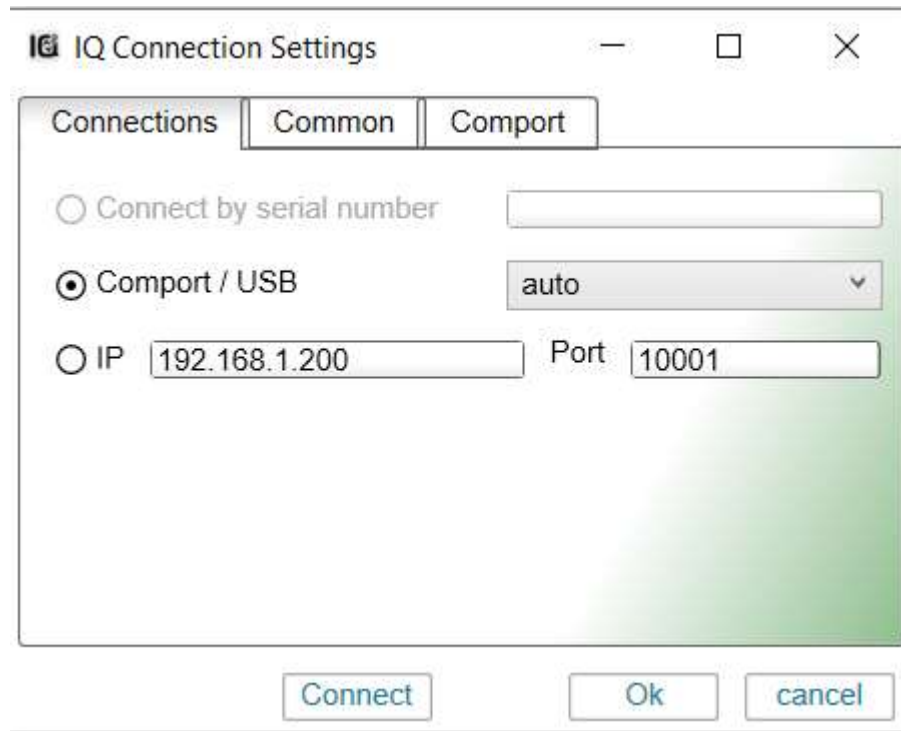 IQ IQ Connection Settings
Connections Common Comport
Connect by serial number
Comport / USB auto
IP 192.168.1.200 Port 10001
Connect Ok cancel